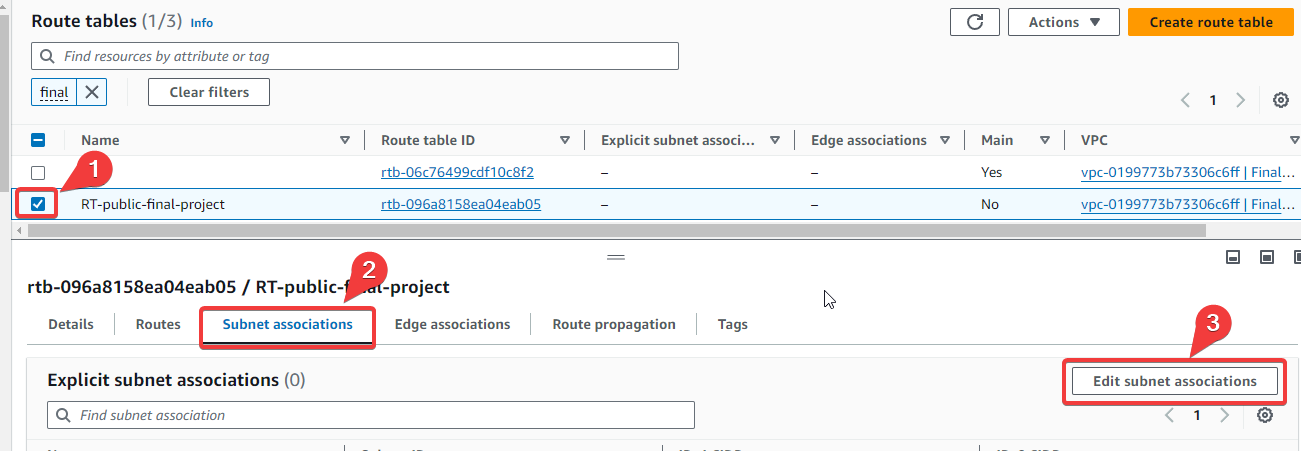 Route tables (1/3) Info
Actions
Create route table
Find resources by attribute or tag
final
Clear filters
1
Name Route table ID Explicit subnet associ... Edge associations Main VPC
1
rtb-06c76499cdf10c8f2 – – Yes vpc-0199773b73306c6ff | Final...
RT-public-final-project rtb-096a8158ea04eab05 – – No vpc-0199773b73306c6ff | Final...
2
rtb-096a8158ea04eab05 / RT-public-final-project
Details Routes Subnet associations Edge associations Route propagation Tags
3
Explicit subnet associations (0)
Edit subnet associations
Find subnet association
1